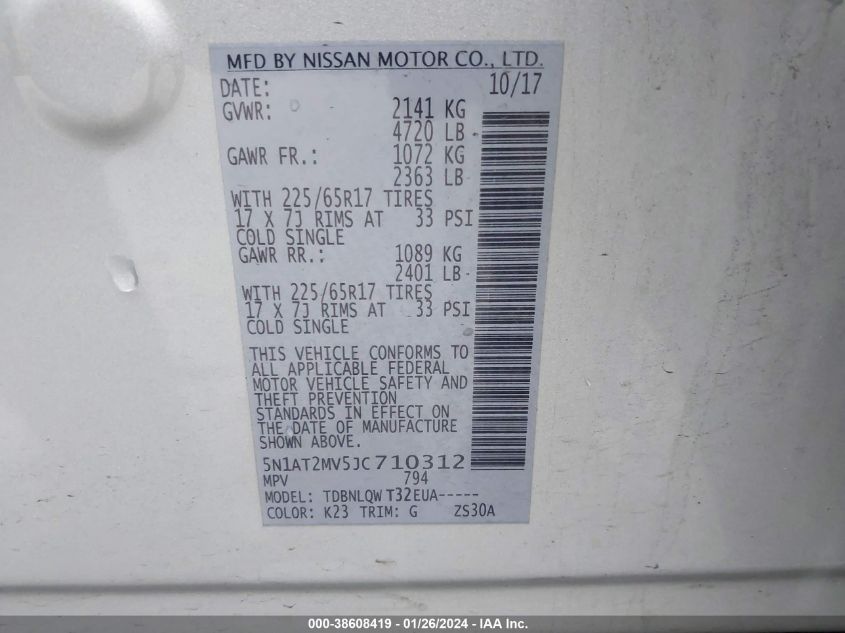 MFD BY NISSAN MOTOR CO., LTD.
DATE: 10/17
GVWR: 2141 KG
4720 LB
GAWR FR.: 1072 KG
2363 LB
WITH 225/65R17 TIRES
17 X 7J RIMS AT 33 PSI
COLD SINGLE
GAWR RR.: 1089 KG
2401 LB
WITH 225/65R17 TIRES
17 X 7J RIMS AT 33 PSI
COLD SINGLE
THIS VEHICLE CONFORMS TO
ALL APPLICABLE FEDERAL
MOTOR VEHICLE SAFETY AND
THEFT PREVENTION
STANDARDS IN EFFECT ON
THE DATE OF MANUFACTURE
SHOWN ABOVE.
5N1AT2MV5JC710312
MPV 794
MODEL: TDBNLQW T32EUA-----
COLOR: K23 TRIM: G ZS30A
000-38608419 - 01/26/2024 - IAA Inc.